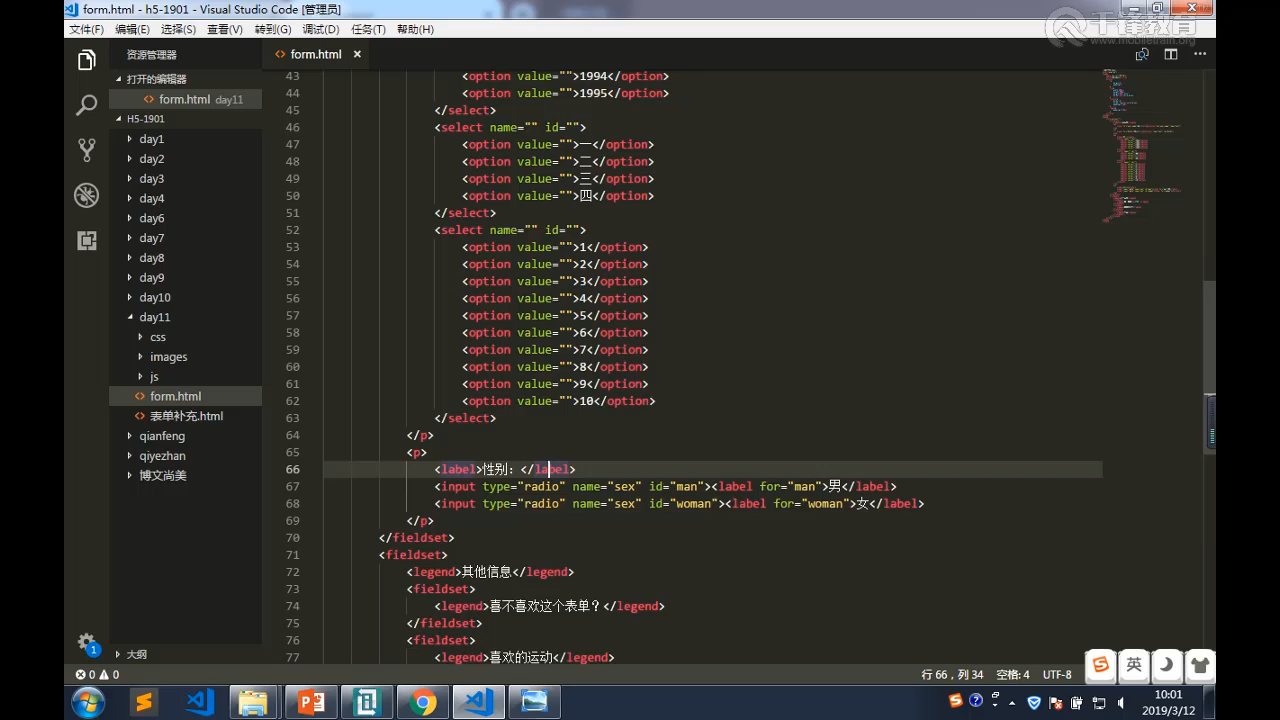 form.html - h5-1901 - Visual Studio Code [管理员]
文件(F) 编辑(E) 选择(S) 查看(V) 转到(G) 调试(D) 任务(T) 帮助(H)
千锋教育
www.mobiletrain.org
资源管理器
form.html
打开的编辑器
form.html day11
H5-1901
day1
day2
day3
day4
day6
day7
day8
day9
day10
day11
css
images
js
form.html
表单补充.html
qianfeng
qiyezhan
博文尚美
大纲
43 <option value="">1994</option>
44 <option value="">1995</option>
45 </select>
46 <select name="" id="">
47 <option value="">一</option>
48 <option value="">二</option>
49 <option value="">三</option>
50 <option value="">四</option>
51 </select>
52 <select name="" id="">
53 <option value="">1</option>
54 <option value="">2</option>
55 <option value="">3</option>
56 <option value="">4</option>
57 <option value="">5</option>
58 <option value="">6</option>
59 <option value="">7</option>
60 <option value="">8</option>
61 <option value="">9</option>
62 <option value="">10</option>
63 </select>
64 </p>
65 <p>
66 <label>性别：</label>
67 <input type="radio" name="sex" id="man"><label for="man">男</label>
68 <input type="radio" name="sex" id="woman"><label for="woman">女</label>
69 </p>
70 </fieldset>
71 <fieldset>
72 <legend>其他信息</legend>
73 <fieldset>
74 <legend>喜不喜欢这个表单？</legend>
75 </fieldset>
76 <fieldset>
77 <legend>喜欢的运动</legend>
1
0 0
行 66，列 34 空格: 4 UTF-8
英
10:01
2019/3/12